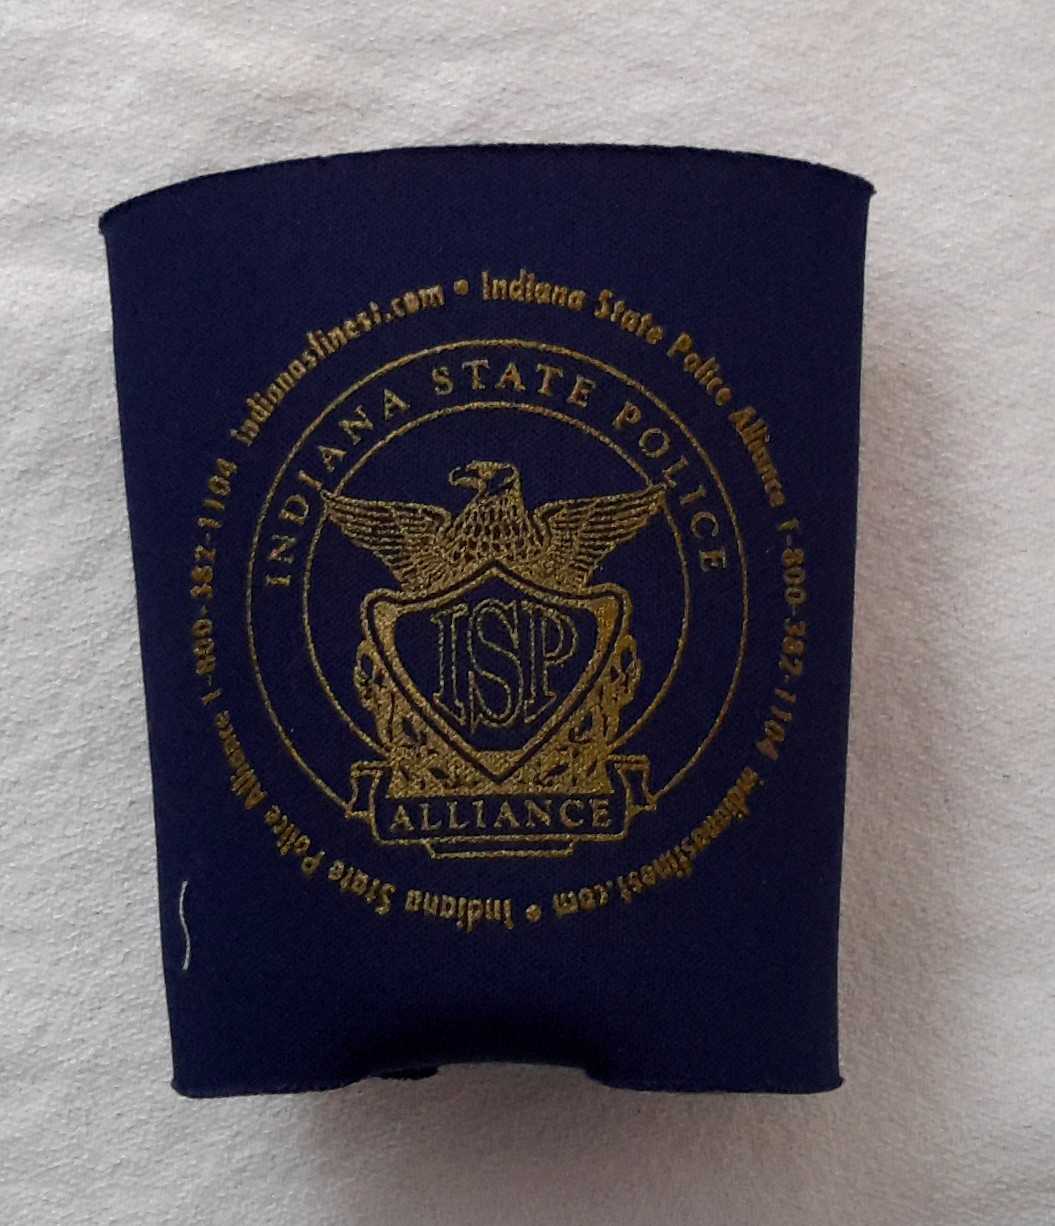 Indiana State Police Alliance 1-800-382-1104 indianasfinest.com • Indiana State Police Alliance 1-800-382-1104 indianasfinest.com •
INDIANA STATE POLICE
ISP
ALLIANCE